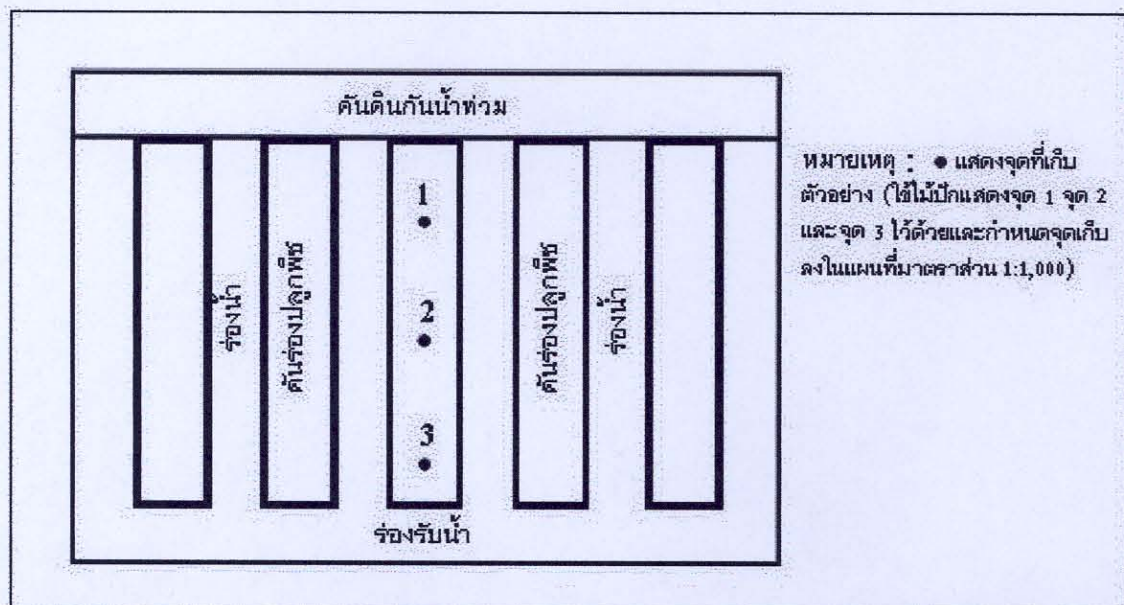 คันดินกันน้ำท่วม
หมายเหตุ : ● แสดงจุดที่เก็บ
ตัวอย่าง (ใช้ไม้ปักแสดงจุด 1 จุด 2
และจุด 3 ไว้ด้วยและกำหนดจุดเก็บ
ลงในแผนที่มาตราส่วน 1:1,000)
1
2
3
ร่องน้ำ
คันร่องปลูกพืช
คันร่องปลูกพืช
ร่องน้ำ
ร่องรับน้ำ